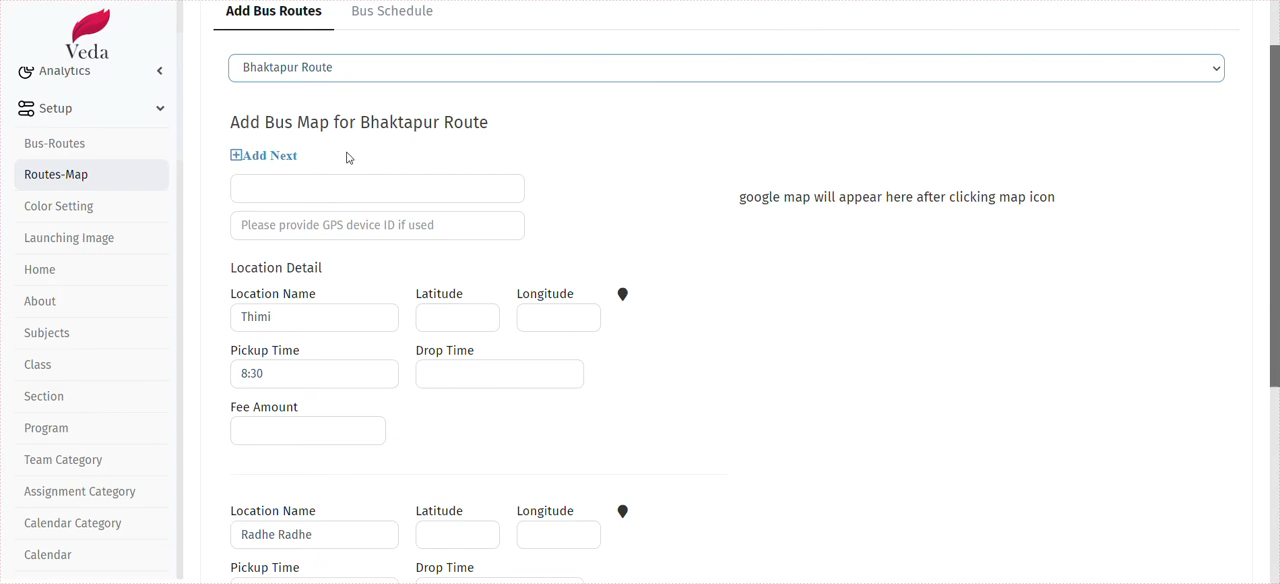 Veda
Analytics
Setup
Bus-Routes
Routes-Map
Color Setting
Launching Image
Home
About
Subjects
Class
Section
Program
Team Category
Assignment Category
Calendar Category
Calendar
Add Bus Routes
Bus Schedule
Bhaktapur Route
Add Bus Map for Bhaktapur Route
Add Next
Please provide GPS device ID if used
google map will appear here after clicking map icon
Location Detail
Location Name Latitude Longitude
Thimi
Pickup Time Drop Time
8:30
Fee Amount
Location Name Latitude Longitude
Radhe Radhe
Pickup Time Drop Time